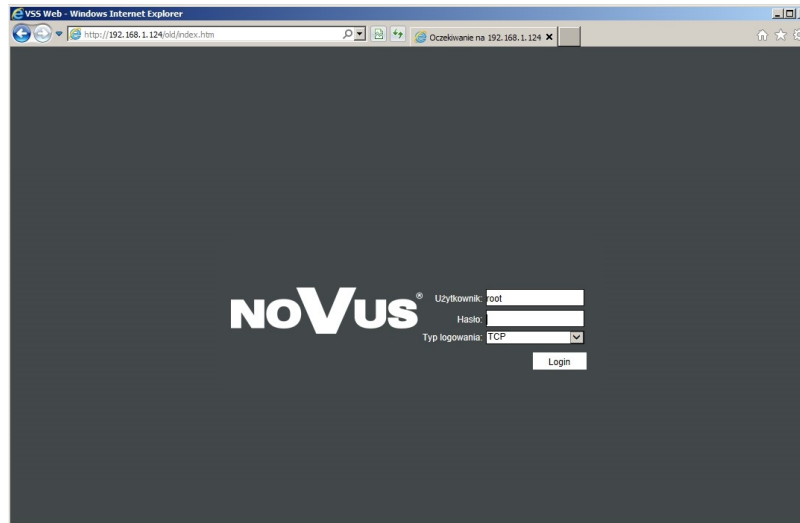 VSS Web - Windows Internet Explorer
http://192.168.1.124/old/index.htm
Oczekiwanie na 192.168.1.124
NOVUS®
Użytkownik: root
Hasło:
Typ logowania: TCP
Login